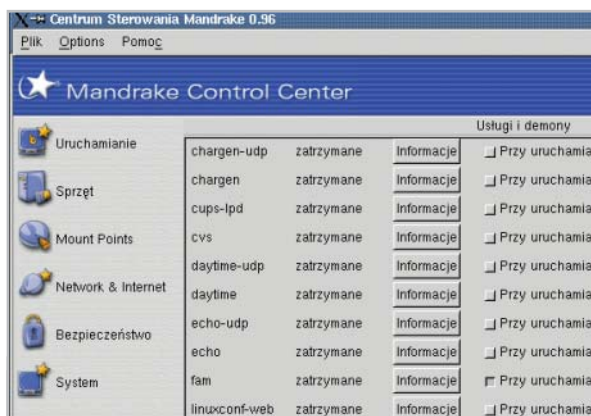 Centrum Sterowania Mandrake 0.96
Plik Options Pomoc
Mandrake Control Center
Usługi i demony
Uruchamianie
Sprzęt
Mount Points
Network & Internet
Bezpieczeństwo
System
chargen-udp zatrzymane Informacje Przy uruchamia
chargen zatrzymane Informacje Przy uruchamia
cups-lpd zatrzymane Informacje Przy uruchamia
cvs zatrzymane Informacje Przy uruchamia
daytime-udp zatrzymane Informacje Przy uruchamia
daytime zatrzymane Informacje Przy uruchamia
echo-udp zatrzymane Informacje Przy uruchamia
echo zatrzymane Informacje Przy uruchamia
fam zatrzymane Informacje Przy uruchamia
linuxconf-web zatrzymane Informacje Przy uruchamia